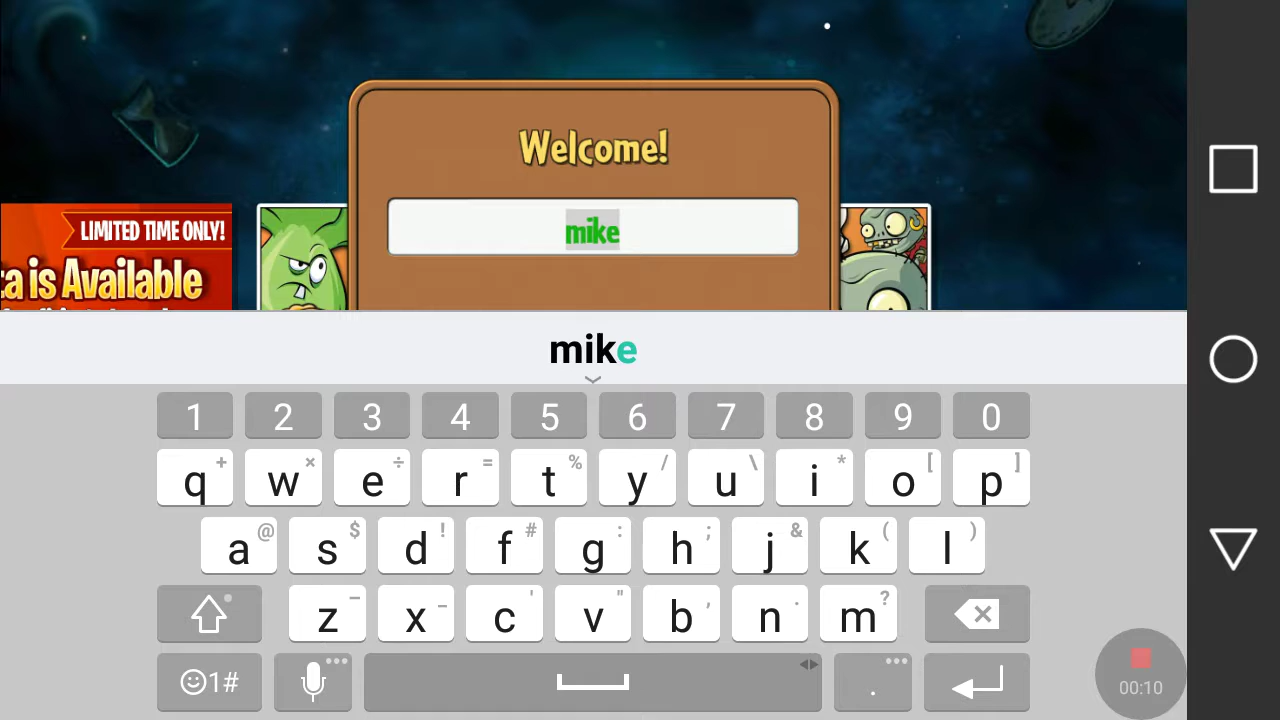 Welcome!
mike
LIMITED TIME ONLY!
ta is Available
mike
1 2 3 4 5 6 7 8 9 0
q + w × e ÷ r = t % y / u \ i * o [ p ]
a @ s $ d ! f # g : h ; j & k ( l )
z – x - c ' v " b , n . m ?
1# ... ... .
00:10